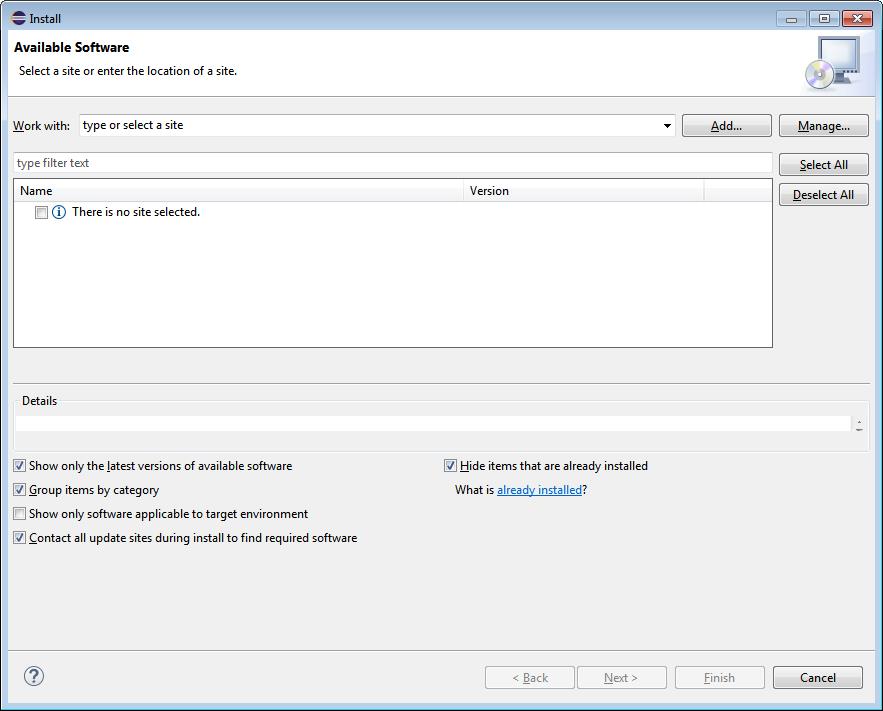 Install
Available Software
Select a site or enter the location of a site.
Work with: type or select a site Add... Manage...
type filter text Select All
Name Version
Deselect All
There is no site selected.
Details
Show only the latest versions of available software Hide items that are already installed
Group items by category What is already installed?
Show only software applicable to target environment
Contact all update sites during install to find required software
? < Back Next > Finish Cancel